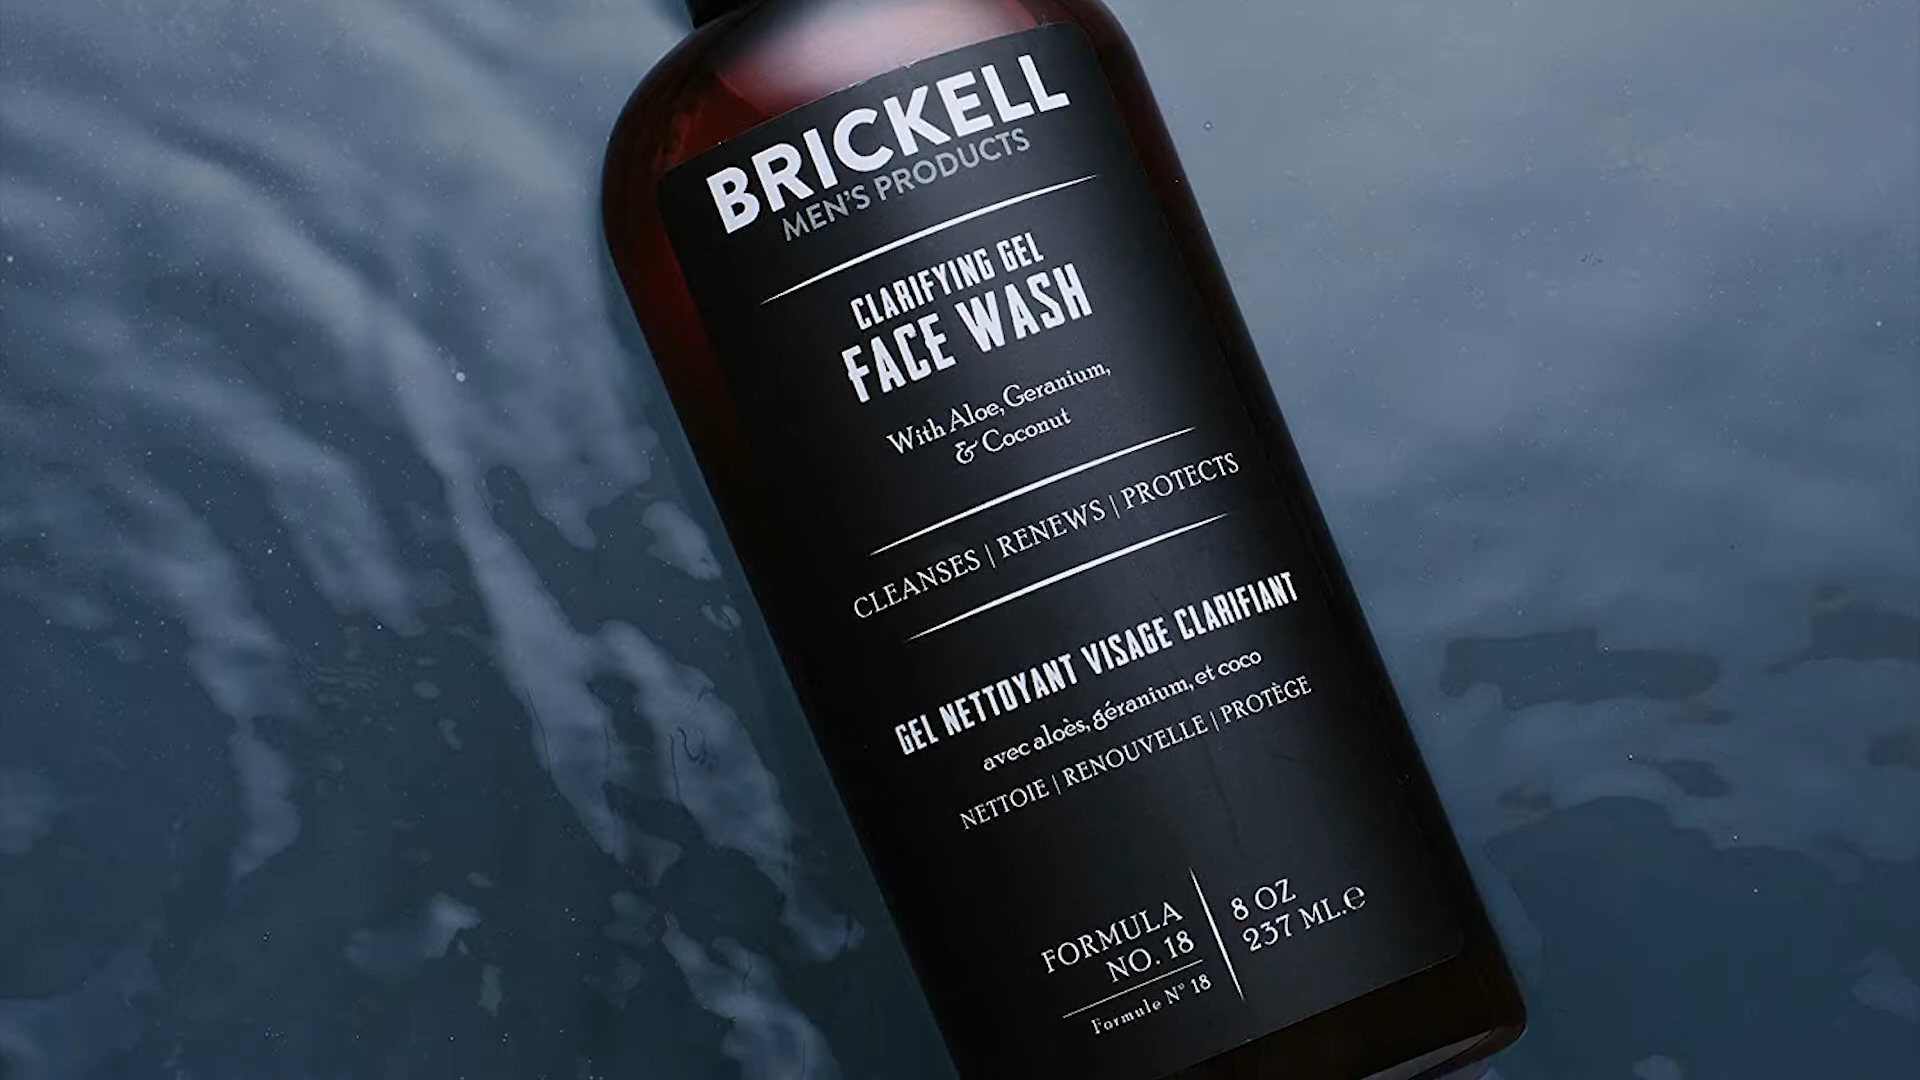 BRICKELL
MEN'S PRODUCTS
CLARIFYING GEL
FACE WASH
With Aloe, Geranium,
& Coconut
CLEANSES | RENEWS | PROTECTS
GEL NETTOYANT VISAGE CLARIFIANT
avec aloès, géranium, et coco
NETTOIE | RENOUVELLE | PROTÈGE
FORMULA
NO. 18
Formule N° 18
8 OZ
237 ML.℮